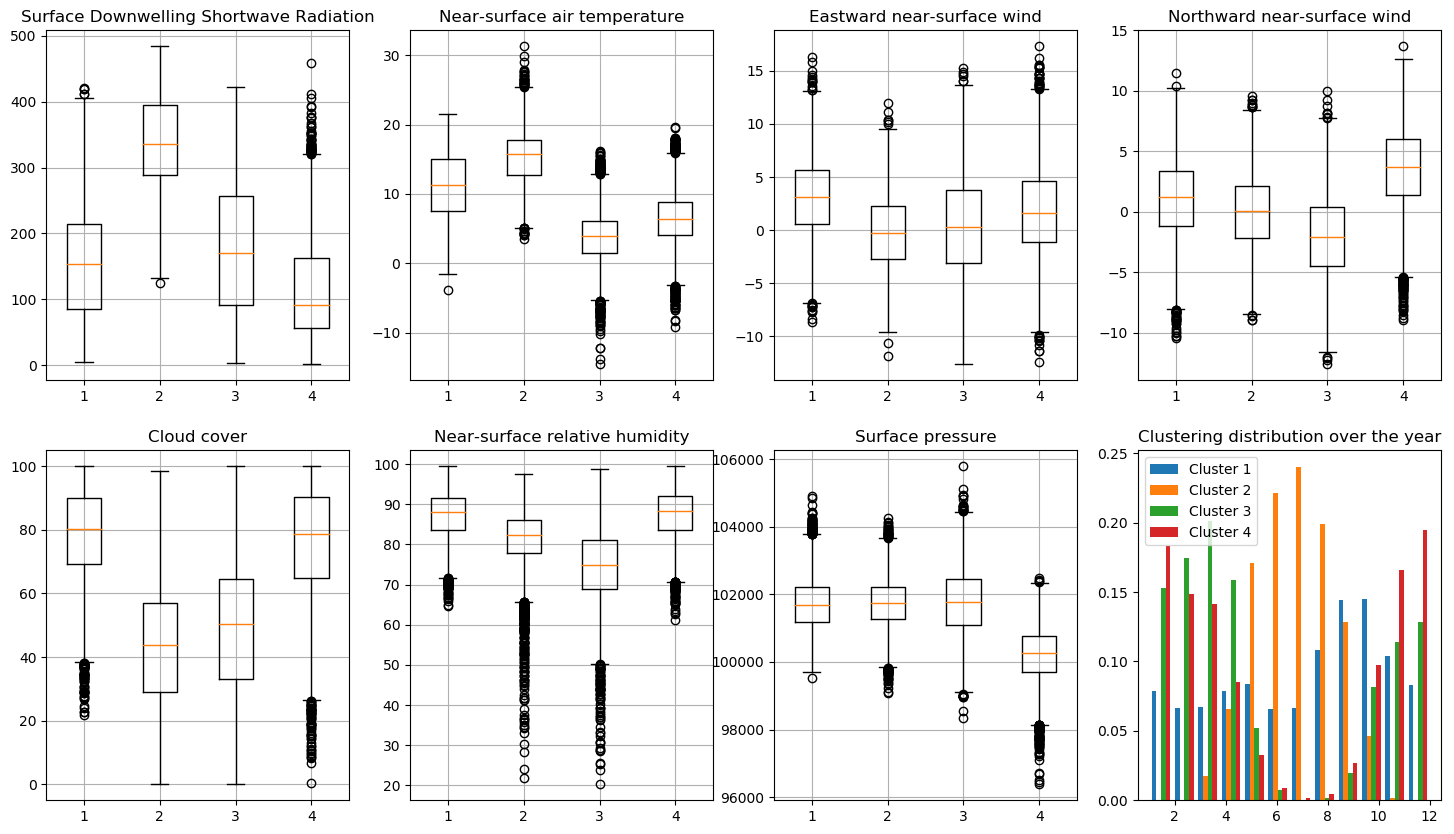 Surface Downwelling Shortwave Radiation
500
400
300
200
100
0
1 2 3 4
Near-surface air temperature
30
20
10
0
−10
1 2 3 4
Eastward near-surface wind
15
10
5
0
−5
−10
1 2 3 4
Northward near-surface wind
15
10
5
0
−5
−10
1 2 3 4
Cloud cover
100
80
60
40
20
0
1 2 3 4
Near-surface relative humidity
100
90
80
70
60
50
40
30
20
1 2 3 4
Surface pressure
106000
104000
102000
100000
98000
96000
1 2 3 4
Clustering distribution over the year
0.25
0.20
0.15
0.10
0.05
0.00
Cluster 1
Cluster 2
Cluster 3
Cluster 4
2 4 6 8 10 12